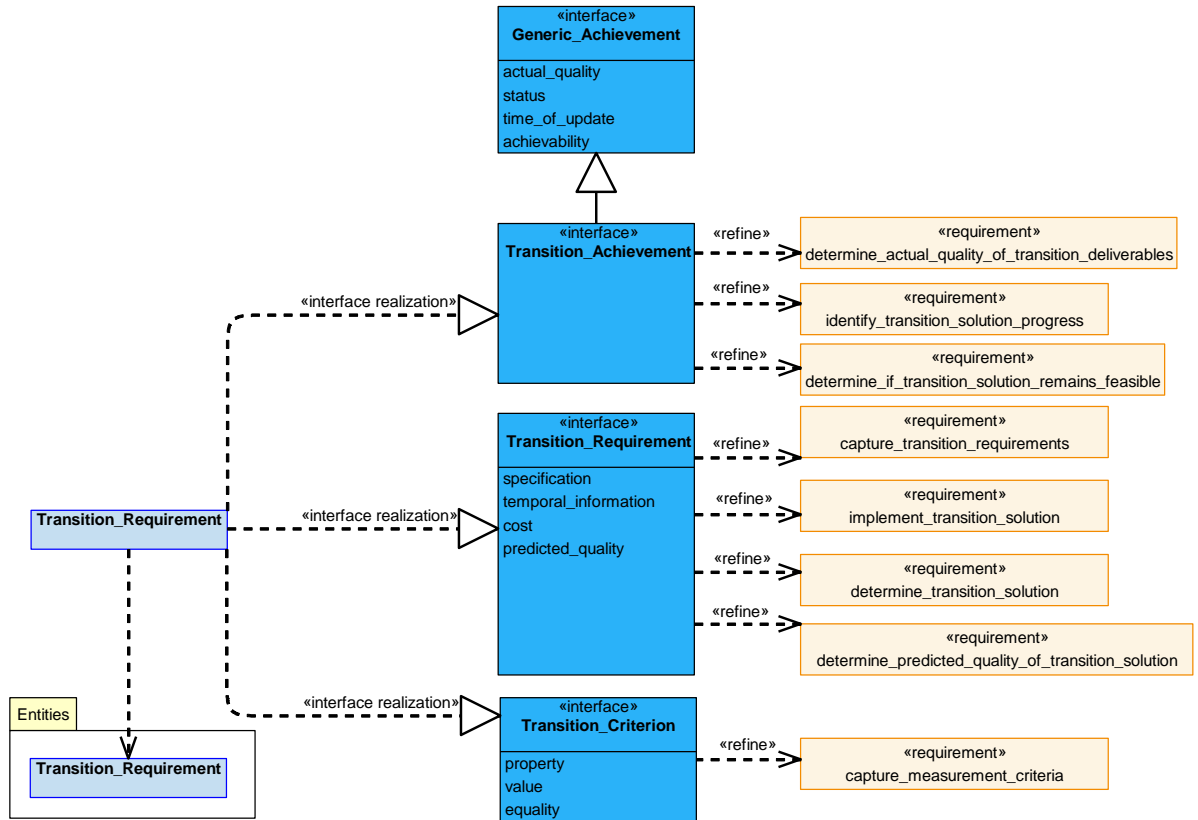 «interface»
Generic_Achievement
actual_quality
status
time_of_update
achievability
«interface»
Transition_Achievement
«refine»
«requirement»
determine_actual_quality_of_transition_deliverables
«refine»
«requirement»
identify_transition_solution_progress
«interface realization»
«refine»
«requirement»
determine_if_transition_solution_remains_feasible
«interface»
Transition_Requirement
specification
temporal_information
cost
predicted_quality
«refine»
«requirement»
capture_transition_requirements
«refine»
«requirement»
implement_transition_solution
Transition_Requirement
«interface realization»
«refine»
«requirement»
determine_transition_solution
«refine»
«requirement»
determine_predicted_quality_of_transition_solution
«interface realization»
«interface»
Transition_Criterion
property
value
equality
«refine»
«requirement»
capture_measurement_criteria
Entities
Transition_Requirement